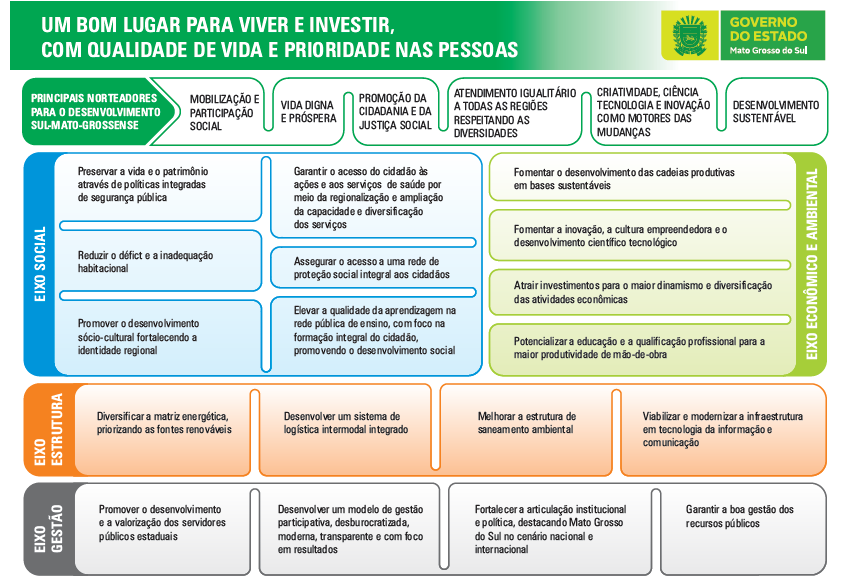 UM BOM LUGAR PARA VIVER E INVESTIR,
COM QUALIDADE DE VIDA E PRIORIDADE NAS PESSOAS
GOVERNO
DO ESTADO
Mato Grosso do Sul
PRINCIPAIS NORTEADORES
PARA O DESENVOLVIMENTO
SUL-MATO-GROSSENSE
MOBILIZAÇÃO E
PARTICIPAÇÃO
SOCIAL
VIDA DIGNA
E PRÓSPERA
PROMOÇÃO DA
CIDADANIA E DA
JUSTIÇA SOCIAL
ATENDIMENTO IGUALITÁRIO
A TODAS AS REGIÕES
RESPEITANDO AS
DIVERSIDADES
CRIATIVIDADE, CIÊNCIA
TECNOLOGIA E INOVAÇÃO
COMO MOTORES DAS
MUDANÇAS
DESENVOLVIMENTO
SUSTENTÁVEL
EIXO SOCIAL
Preservar a vida e o patrimônio
através de políticas integradas
de segurança pública
Reduzir o défict e a inadequação
habitacional
Promover o desenvolvimento
sócio-cultural fortalecendo a
identidade regional
Garantir o acesso do cidadão às
ações e aos serviços de saúde por
meio da regionalização e ampliação
da capacidade e diversificação
dos serviços
Assegurar o acesso a uma rede de
proteção social integral aos cidadãos
Elevar a qualidade da aprendizagem na
rede pública de ensino, com foco na
formação integral do cidadão,
promovendo o desenvolvimento social
Fomentar o desenvolvimento das cadeias produtivas
em bases sustentáveis
Fomentar a inovação, a cultura empreendedora e o
desenvolvimento científico tecnológico
Atrair investimentos para o maior dinamismo e diversificação
das atividades econômicas
Potencializar a educação e a qualificação profissional para a
maior produtividade de mão-de-obra
EIXO ECONÔMICO E AMBIENTAL
EIXO
ESTRUTURA
Diversificar a matriz energética,
priorizando as fontes renováveis
Desenvolver um sistema de
logística intermodal integrado
Melhorar a estrutura de
saneamento ambiental
Viabilizar e modernizar a infraestrutura
em tecnologia da informação e
comunicação
EIXO
GESTÃO
Promover o desenvolvimento
e a valorização dos servidores
públicos estaduais
Desenvolver um modelo de gestão
participativa, desburocratizada,
moderna, transparente e com foco
em resultados
Fortalecer a articulação institucional
e política, destacando Mato Grosso
do Sul no cenário nacional e
internacional
Garantir a boa gestão dos
recursos públicos